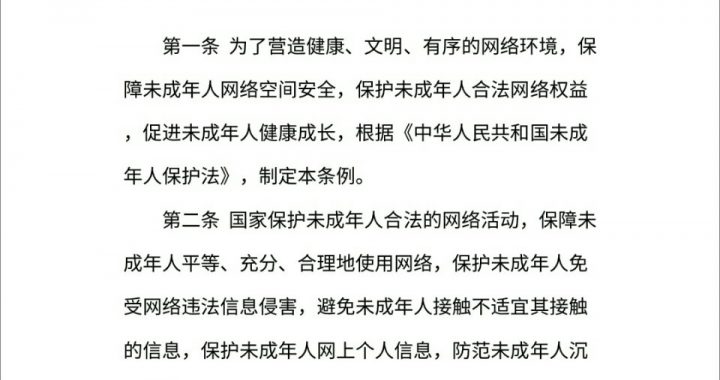 第一条 为了营造健康、文明、有序的网络环境，保
障未成年人网络空间安全，保护未成年人合法网络权益
，促进未成年人健康成长，根据《中华人民共和国未成
年人保护法》，制定本条例。
第二条 国家保护未成年人合法的网络活动，保障未
成年人平等、充分、合理地使用网络，保护未成年人免
受网络违法信息侵害，避免未成年人接触不适宜其接触
的信息，保护未成年人网上个人信息，防范未成年人沉